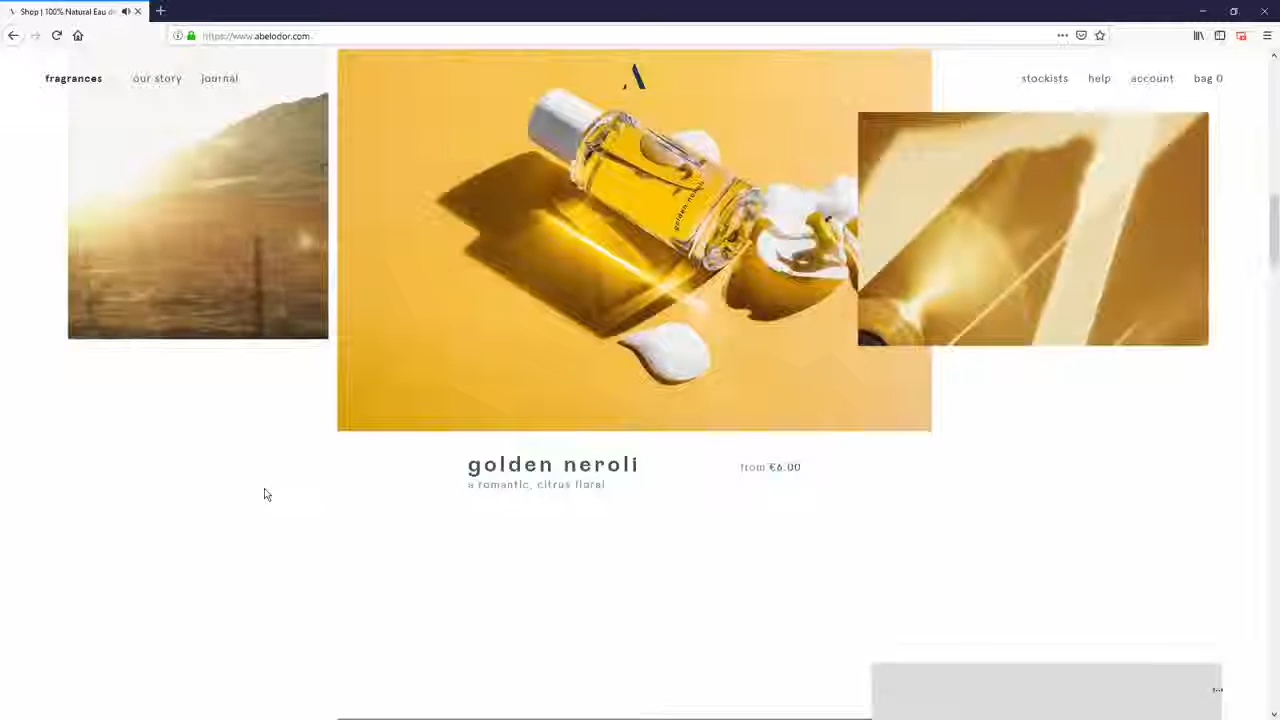 Shop | 100% Natural Eau de
https://www.abelodor.com
fragrances our story journal
stockists help account bag 0
golden neroli
from €6.00
a romantic, citrus floral